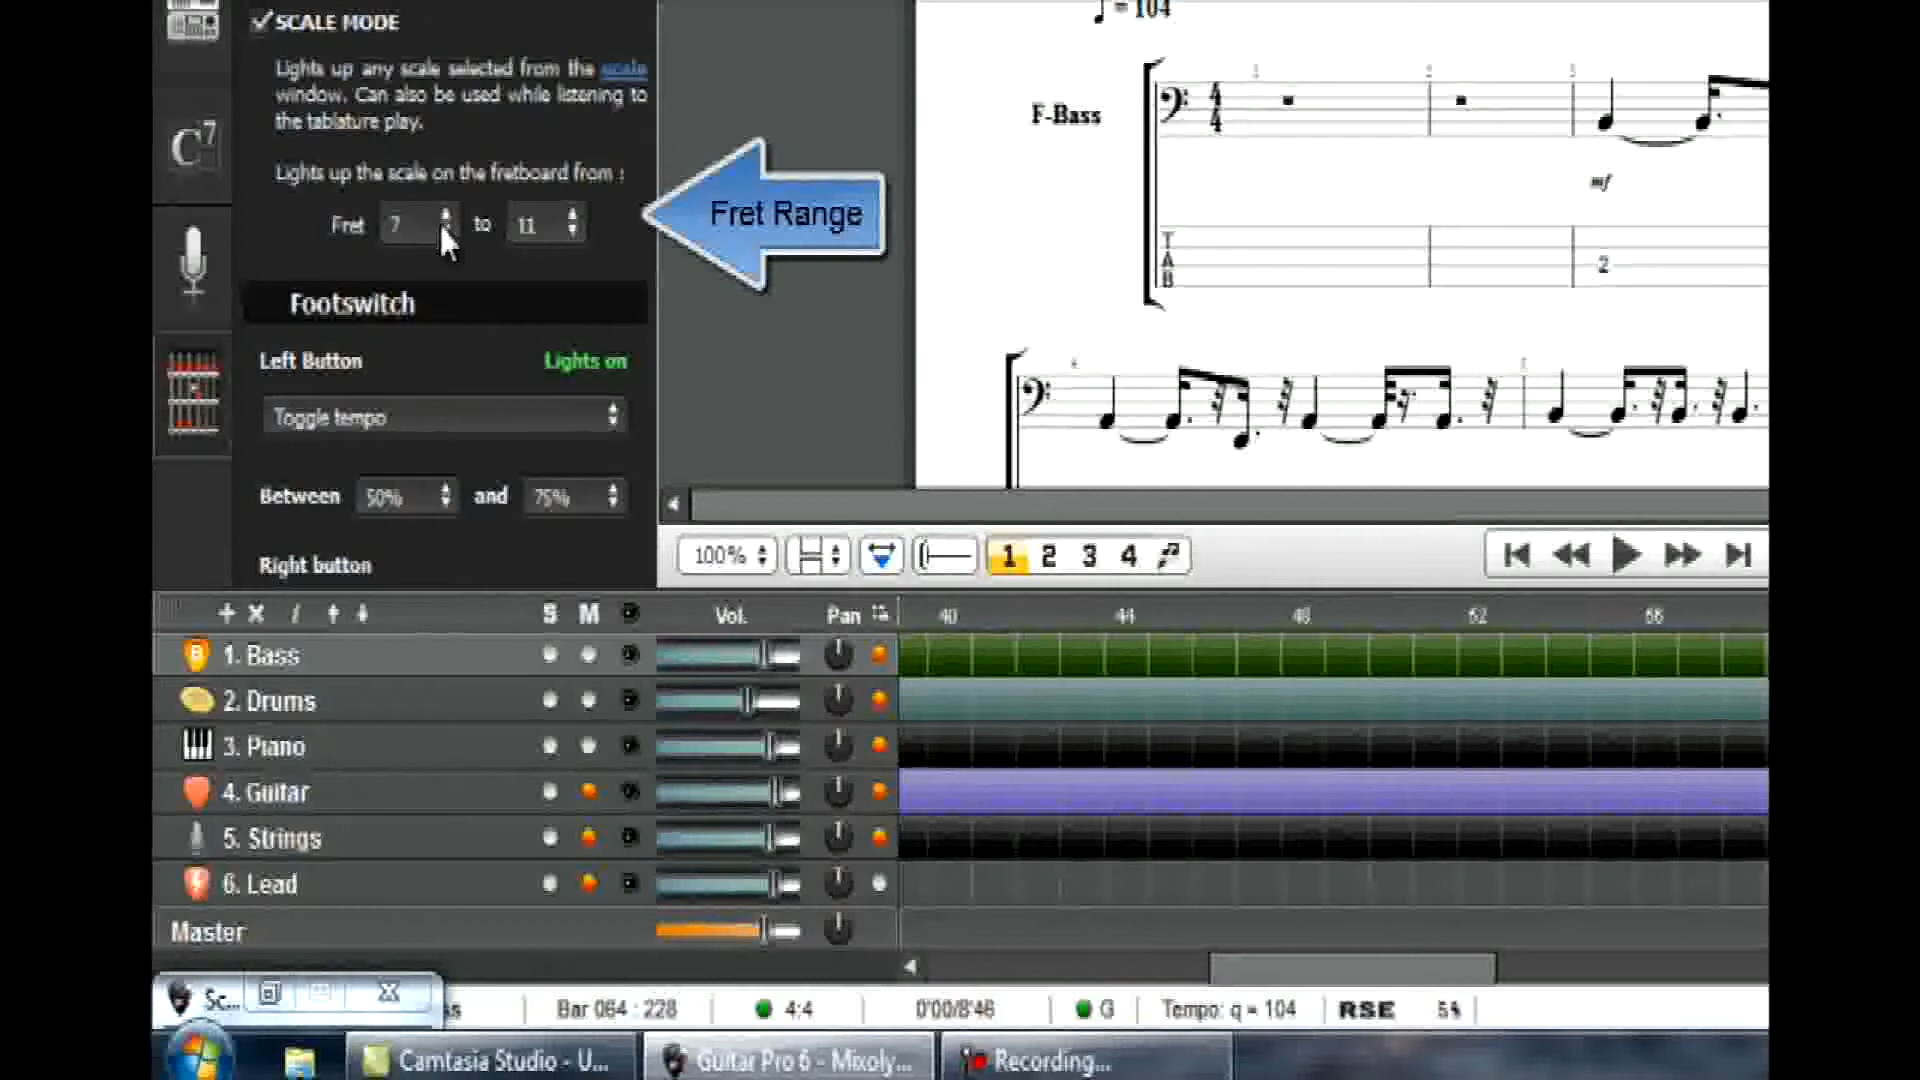 SCALE MODE
Lights up any scale selected from the scale
window. Can also be used while listening to
the tablature play.
Lights up the scale on the fretboard from :
Fret 7 to 11
Footswitch
Left Button Lights on
Toggle tempo
Between 50% and 75%
Right button
C7
Fret Range
= 104
F-Bass
4
4
mf
T
A
B
2
100% 1 2 3 4
S M Vol. Pan 40 44 48 52 56
1. Bass
2. Drums
3. Piano
4. Guitar
5. Strings
6. Lead
Master
Sc...
Bar 064 : 228 4:4 0'00/8'46 G Tempo: q = 104 RSE
Camtasia Studio - U...
Guitar Pro 6 - Mixoly...
Recording...